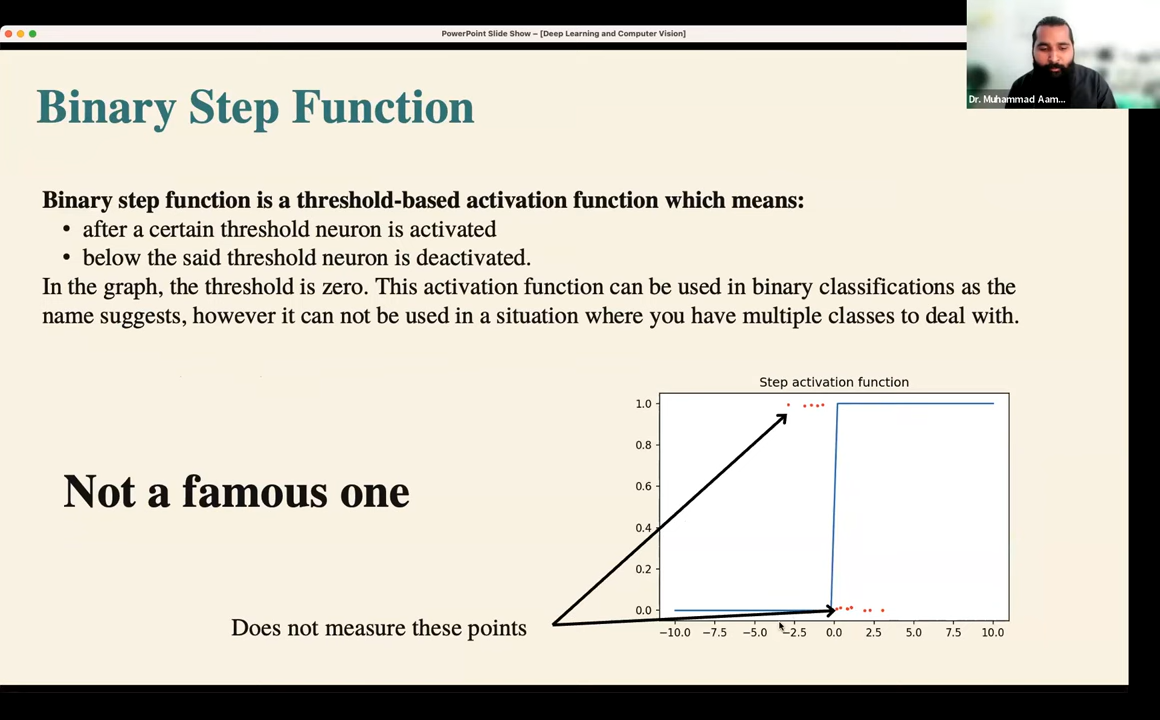 PowerPoint Slide Show – [Deep Learning and Computer Vision]
Dr. Muhammad Aam...
Binary Step Function
Binary step function is a threshold-based activation function which means:
• after a certain threshold neuron is activated
• below the said threshold neuron is deactivated.
In the graph, the threshold is zero. This activation function can be used in binary classifications as the
name suggests, however it can not be used in a situation where you have multiple classes to deal with.
Step activation function
1.0
0.8
0.6
0.4
0.2
0.0
−10.0 −7.5 −5.0 −2.5 0.0 2.5 5.0 7.5 10.0
Not a famous one
Does not measure these points